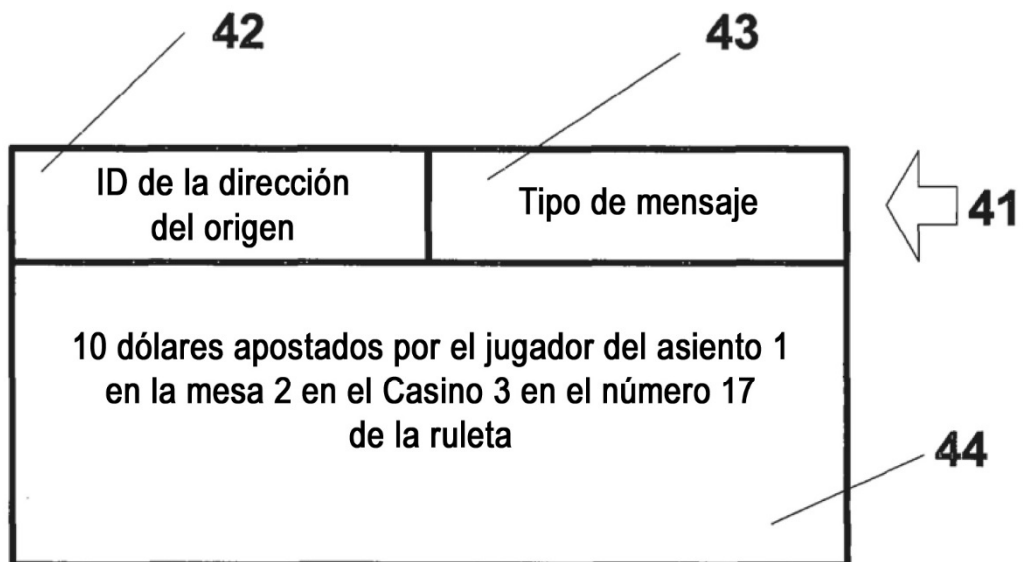 42
43
ID de la dirección
del origen
Tipo de mensaje
41
10 dólares apostados por el jugador del asiento 1
en la mesa 2 en el Casino 3 en el número 17
de la ruleta
44